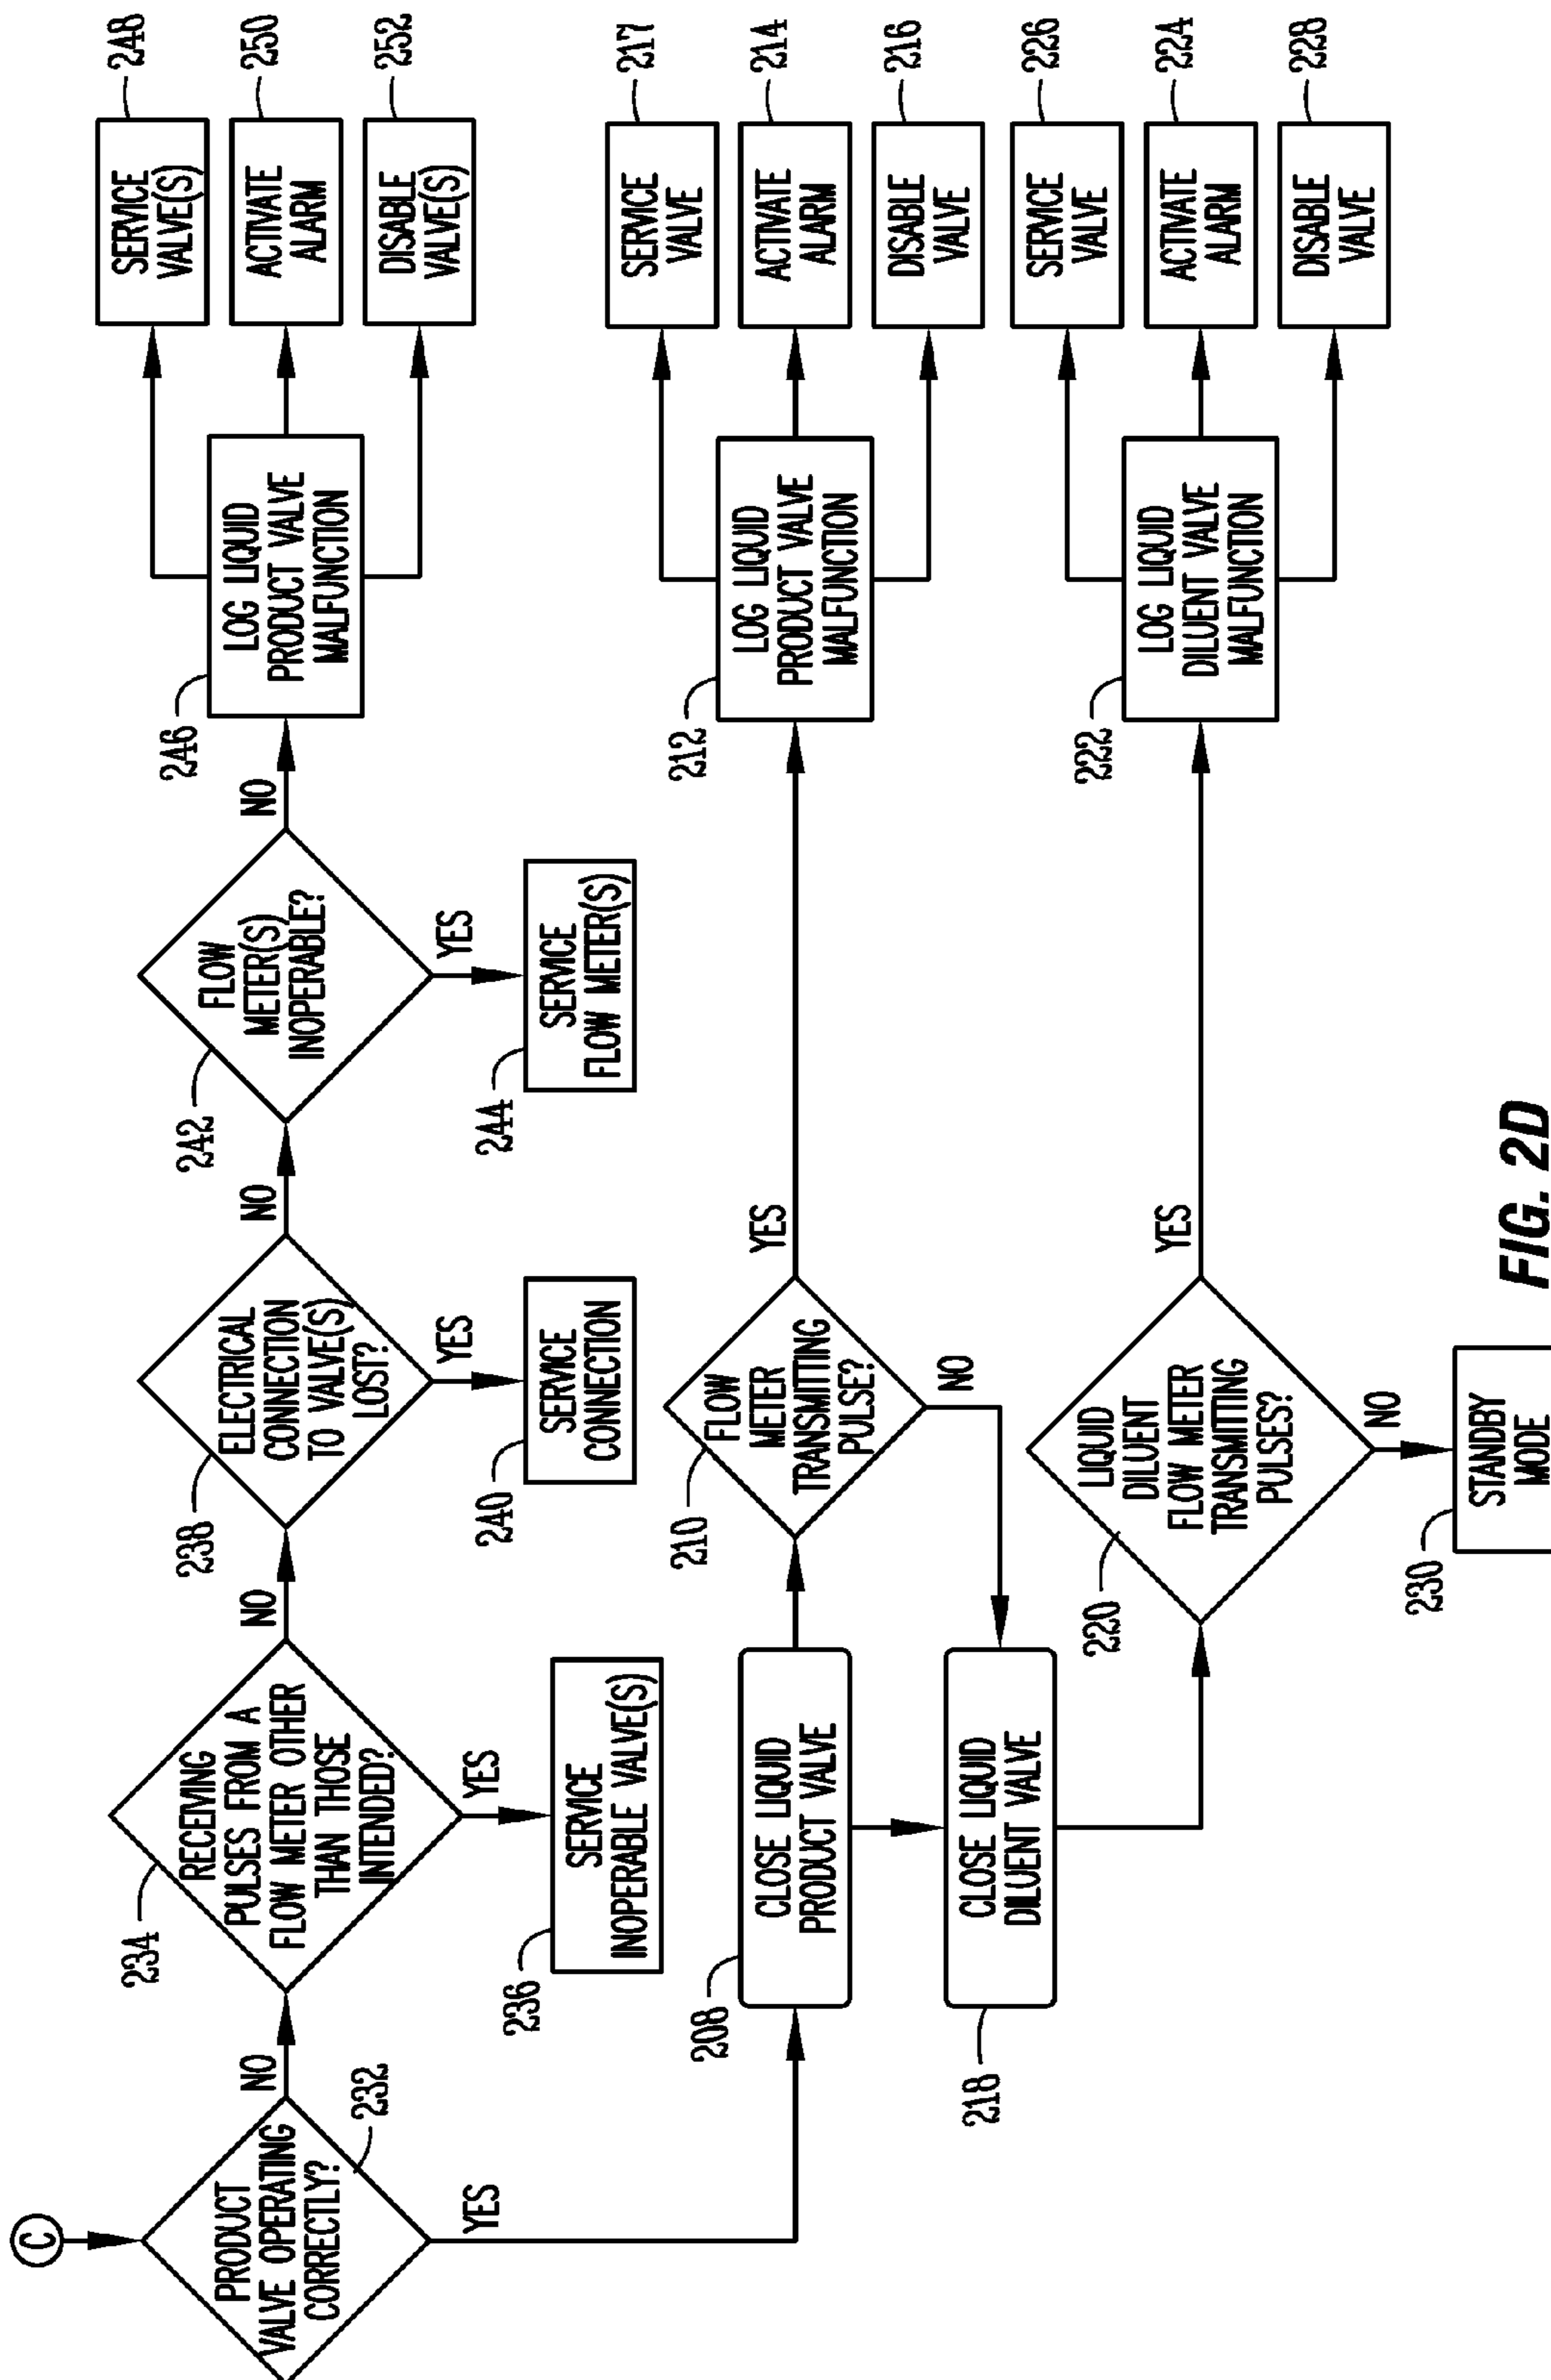 C
PRODUCT
VALVE OPERATING
CORRECTLY?
232
NO
YES
RECEIVING
PULSES FROM A
FLOW METER OTHER
THAN THOSE
INTENDED?
234
NO
YES
SERVICE
INOPERABLE VALVE(S)
236
ELECTRICAL
CONNECTION
TO VALVE(S)
LOST?
238
NO
YES
SERVICE
CONNECTION
240
FLOW
METER(S)
INOPERABLE?
242
NO
YES
SERVICE
FLOW METER(S)
244
LOG LIQUID
PRODUCT VALVE
MALFUNCTION
246
SERVICE
VALVE(S)
248
ACTIVATE
ALARM
250
DISABLE
VALVE(S)
252
CLOSE LIQUID
PRODUCT VALVE
208
FLOW
METER
TRANSMITTING
PULSE?
210
YES
NO
LOG LIQUID
PRODUCT VALVE
MALFUNCTION
212
SERVICE
VALVE
217
ACTIVATE
ALARM
214
DISABLE
VALVE
216
CLOSE LIQUID
DILUENT VALVE
218
LIQUID
DILUENT
FLOW METER
TRANSMITTING
PULSES?
220
YES
NO
LOG LIQUID
DILUENT VALVE
MALFUNCTION
222
SERVICE
VALVE
226
ACTIVATE
ALARM
224
DISABLE
VALVE
228
STANDBY
MODE
230
FIG. 2D